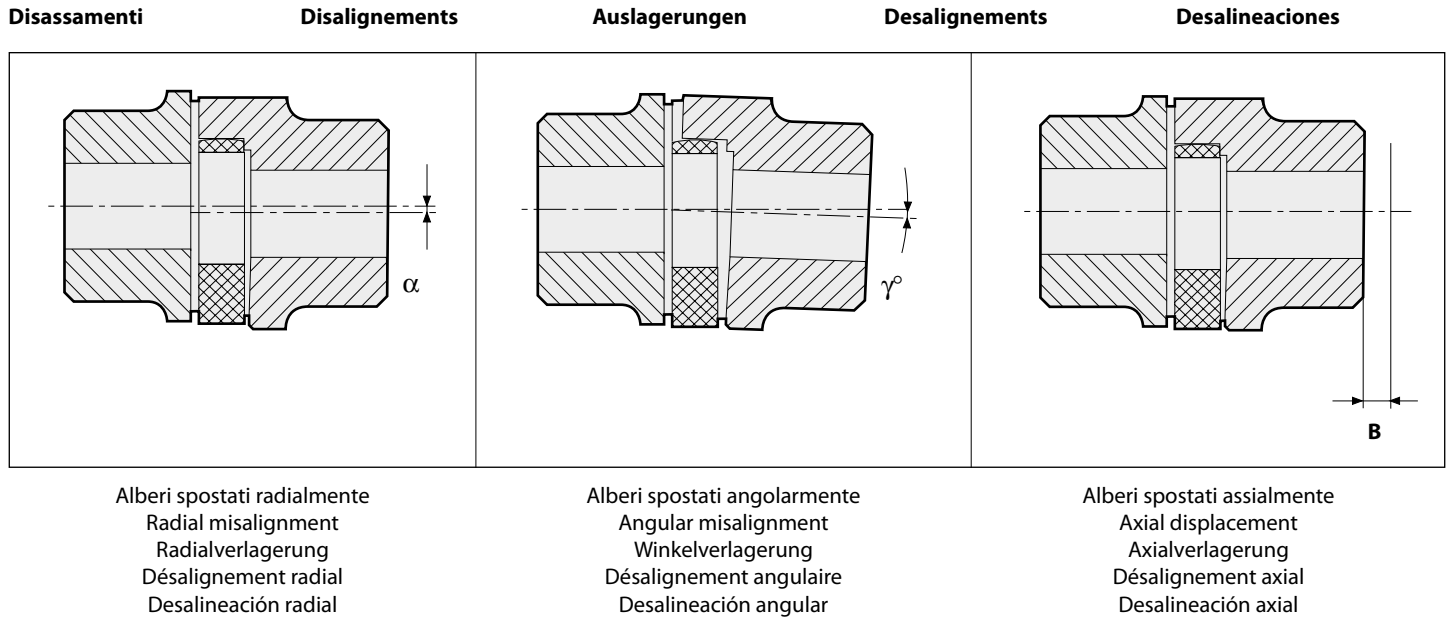 Disassamenti Disalignements Auslagerungen Desalignements Desalineaciones
α
γ°
B
Alberi spostati radialmente
Radial misalignment
Radialverlagerung
Désalignement radial
Desalineación radial
Alberi spostati angolarmente
Angular misalignment
Winkelverlagerung
Désalignement angulaire
Desalineación angular
Alberi spostati assialmente
Axial displacement
Axialverlagerung
Désalignement axial
Desalineación axial